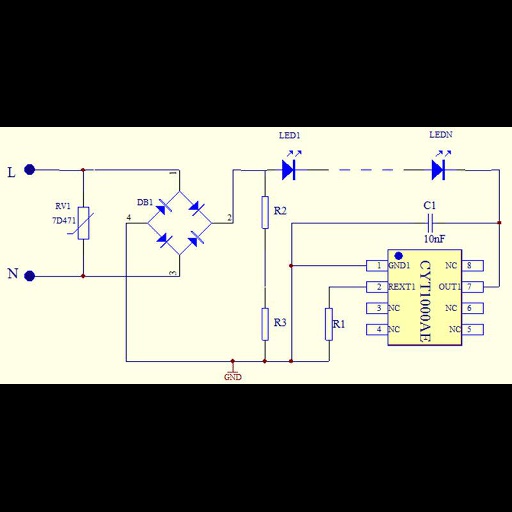 LED1
LEDN
L
1
RV1
7D471
DB1
4
2
R2
C1
10nF
N
3
1
GND1
NC
8
2
REXT1
OUT1
7
3
NC
NC
6
4
NC
NC
5
CYT1000AE
R3
R1
GND